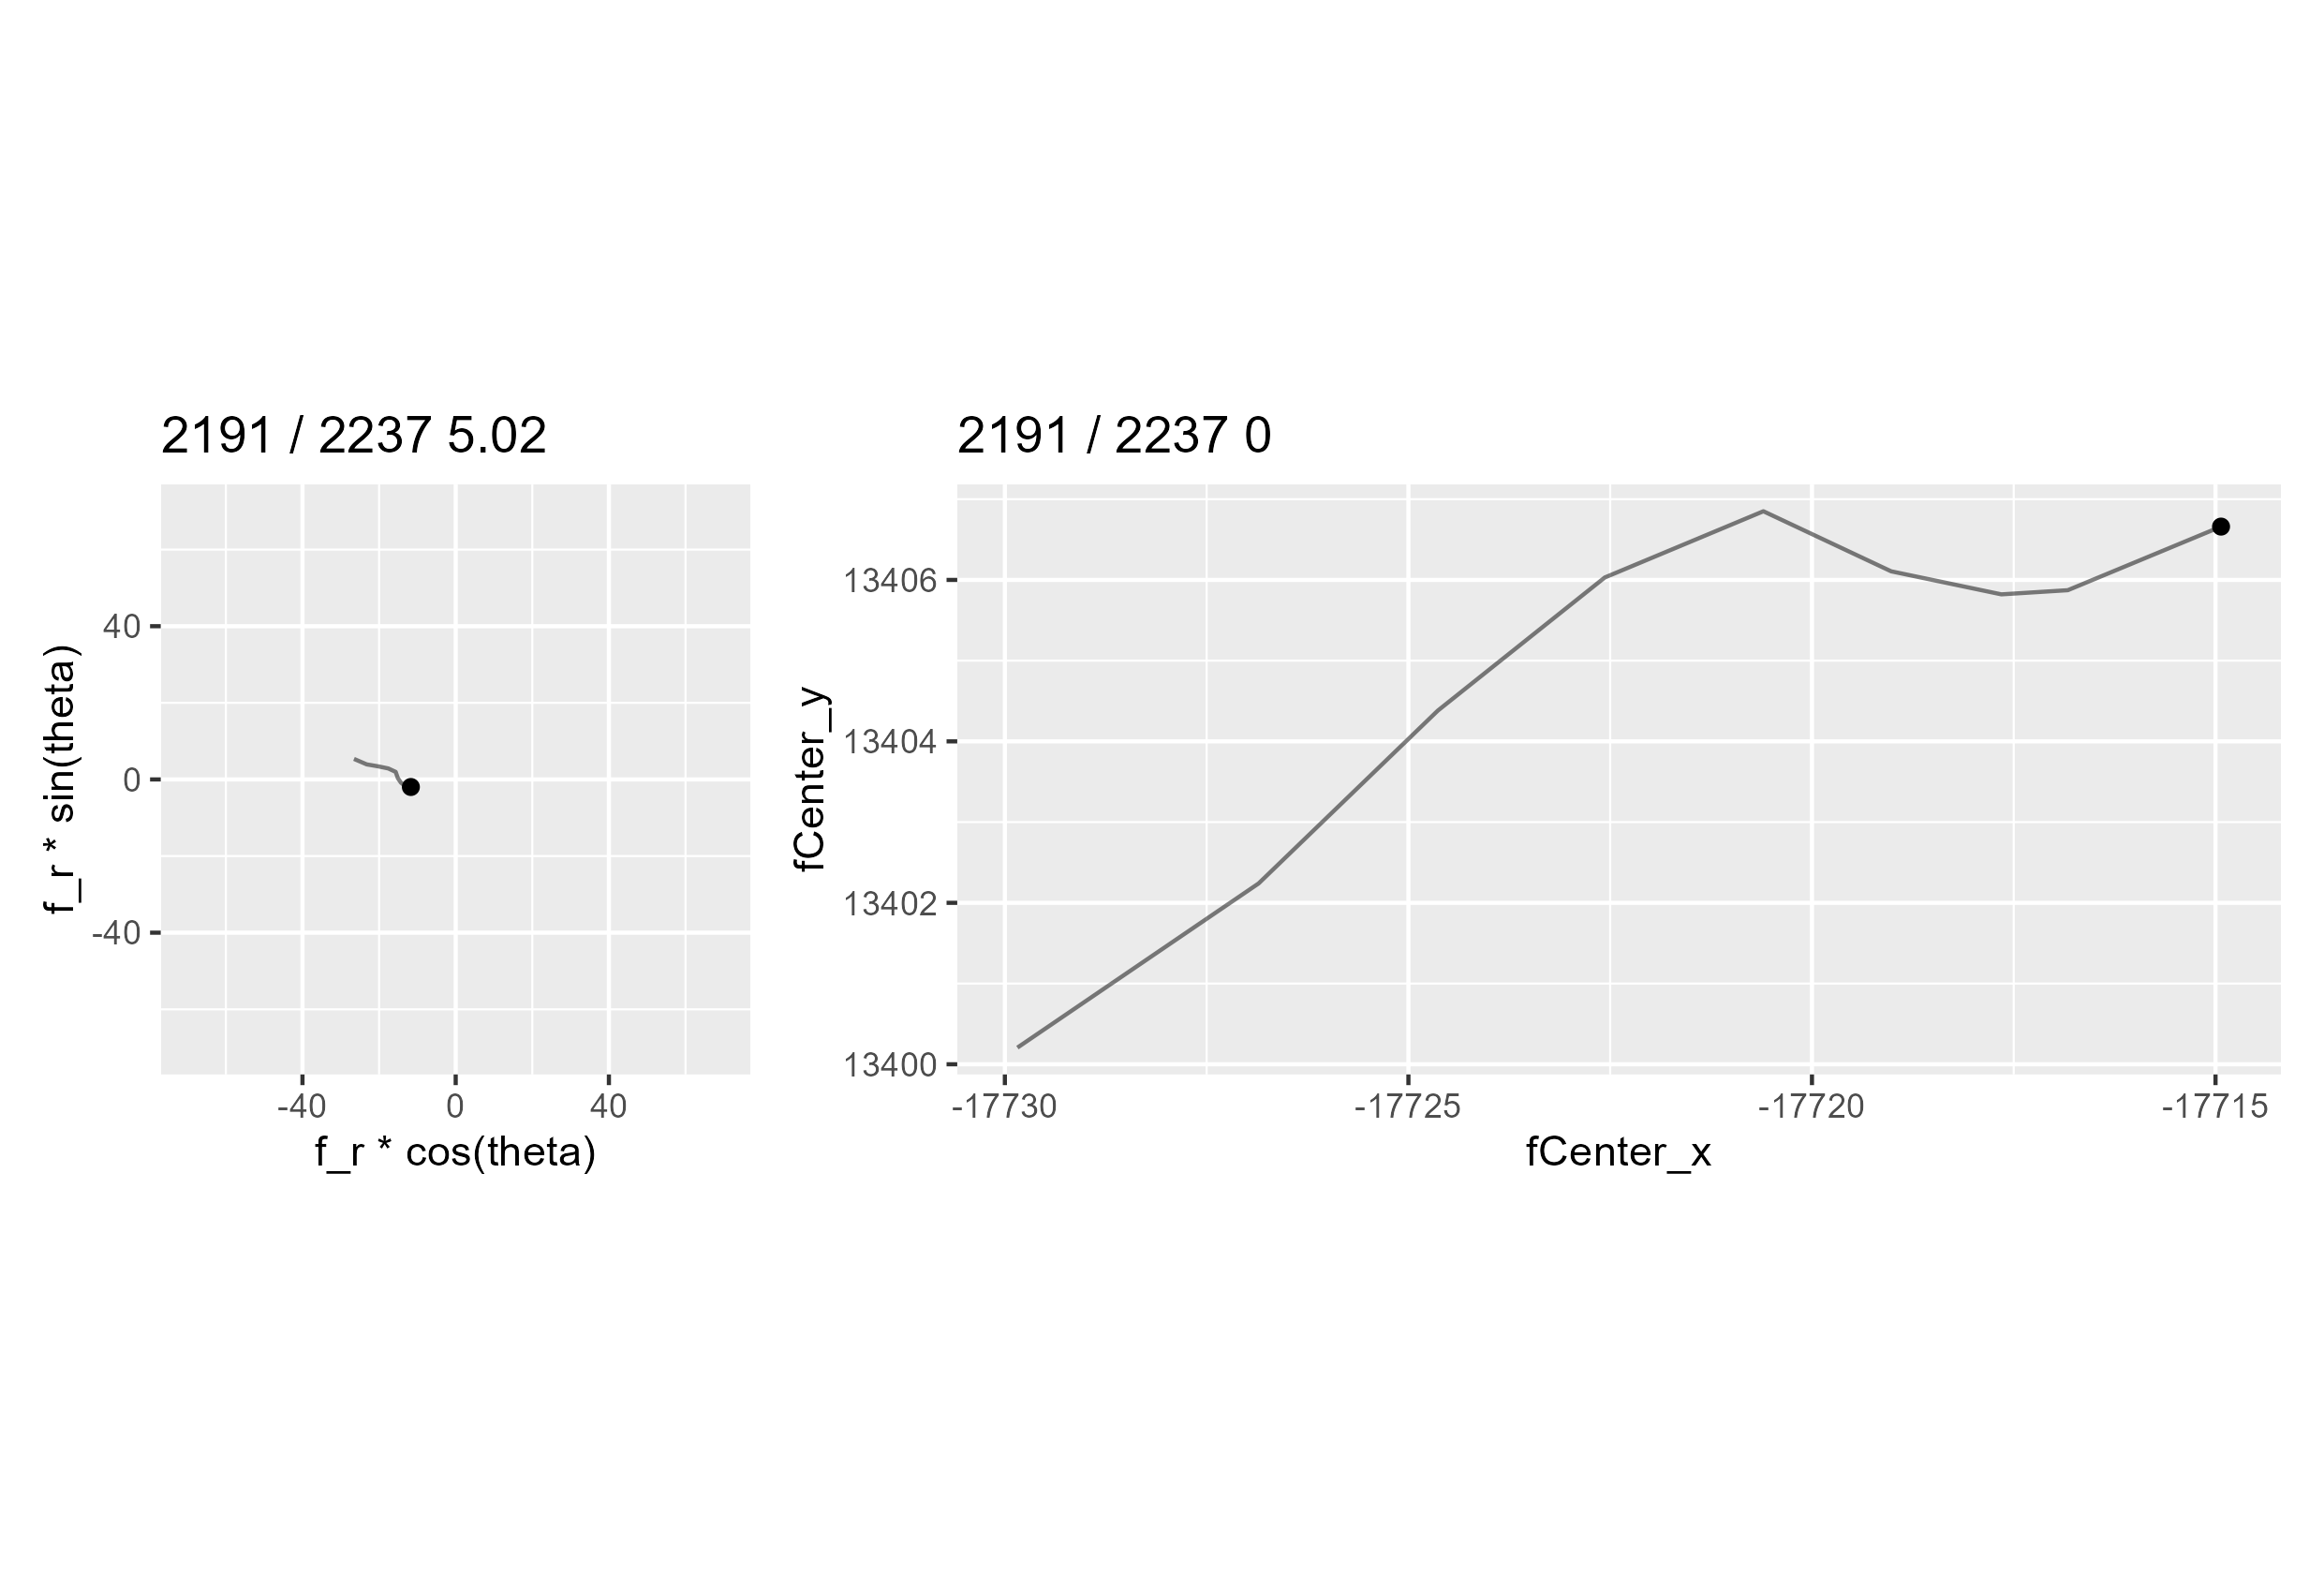 2191 / 2237 5.02
f_r * sin(theta)
40
0
-40
-40
0
40
f_r * cos(theta)
2191 / 2237 0
fCenter_y
13406
13404
13402
13400
-17730
-17725
-17720
-17715
fCenter_x